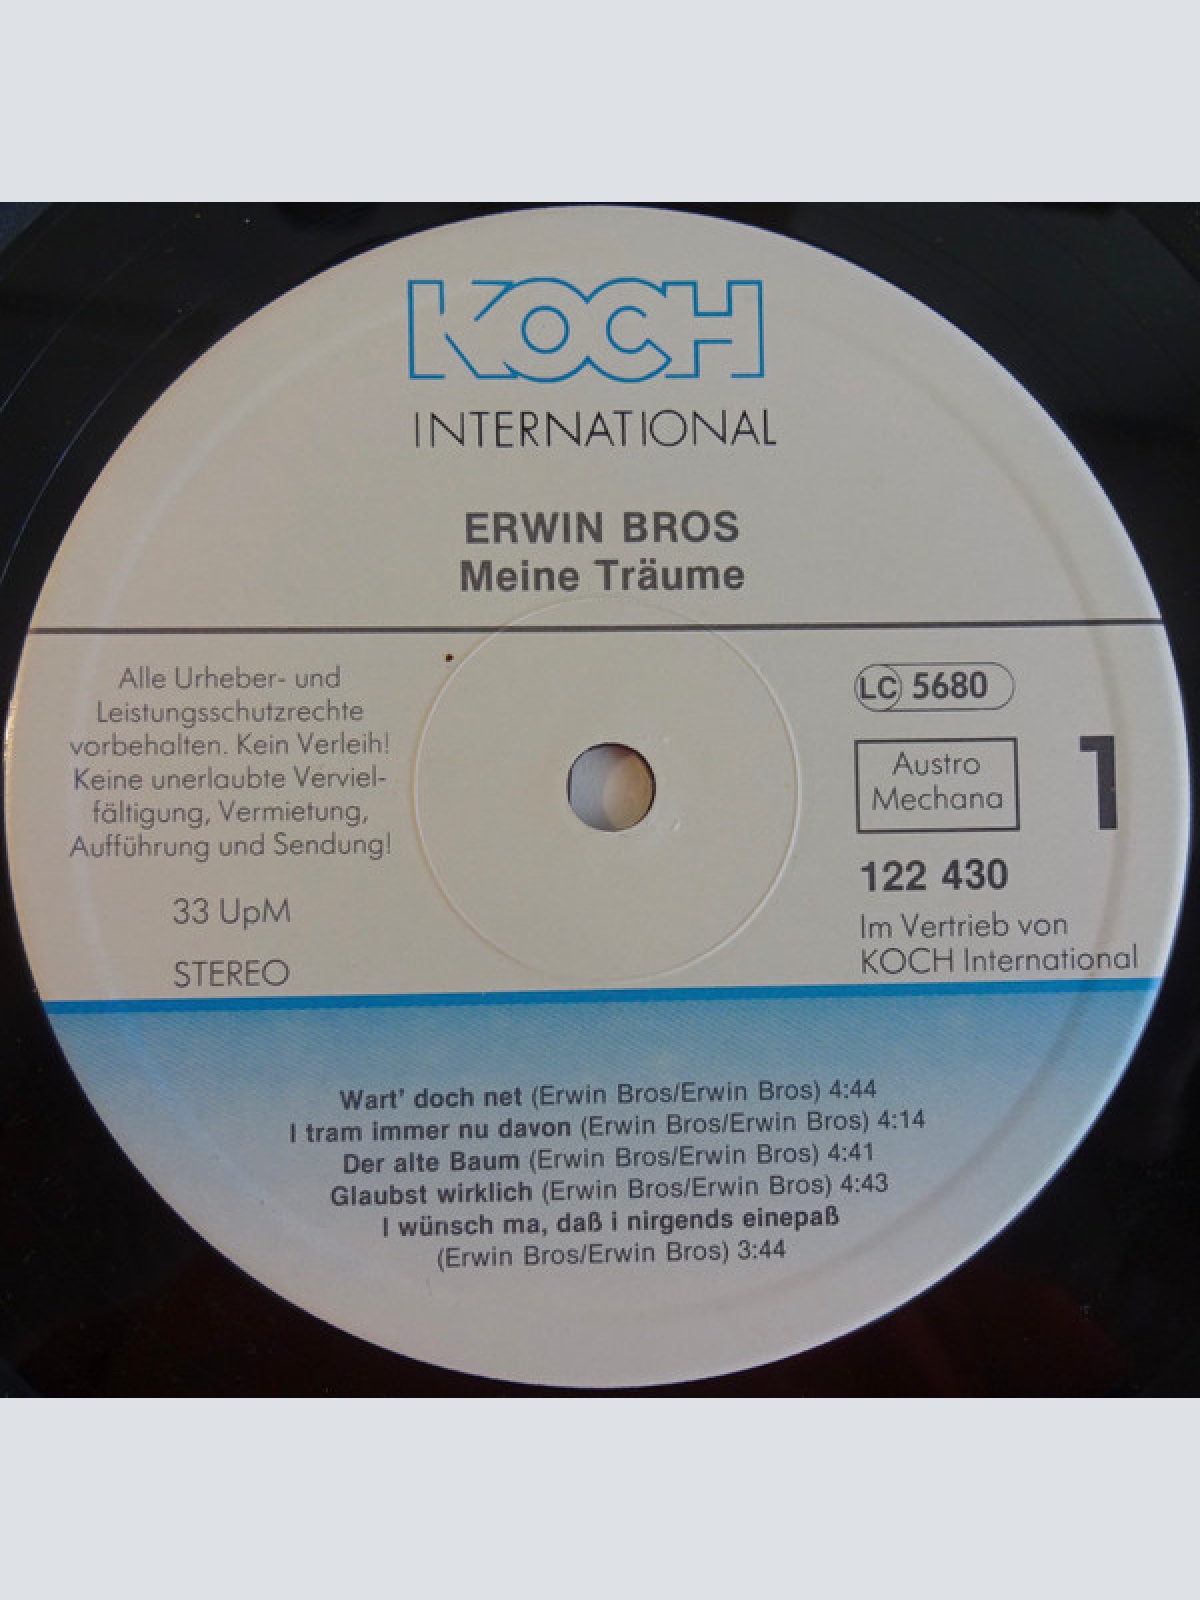 KOCH
INTERNATIONAL
ERWIN BROS
Meine Träume
Alle Urheber- und
Leistungsschutzrechte
vorbehalten. Kein Verleih!
Keine unerlaubte Verviel-
fältigung, Vermietung,
Aufführung und Sendung!
33 UpM
STEREO
LC 5680
Austro
Mechana
1
122 430
Im Vertrieb von
KOCH International
Wart' doch net (Erwin Bros/Erwin Bros) 4:44
I tram immer nu davon (Erwin Bros/Erwin Bros) 4:14
Der alte Baum (Erwin Bros/Erwin Bros) 4:41
Glaubst wirklich (Erwin Bros/Erwin Bros) 4:43
I wünsch ma, daß i nirgends einepaß
(Erwin Bros/Erwin Bros) 3:44